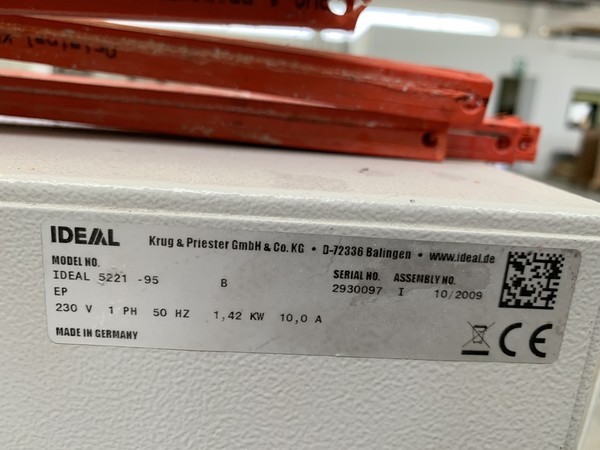 Original K
IDEAL
Krug & Priester GmbH & Co. KG • D-72336 Balingen • www.ideal.de
MODEL NO.
SERIAL NO. ASSEMBLY NO.
IDEAL 5221 -95 B 2930097 I 10/2009
EP
230 V 1 PH 50 HZ 1,42 KW 10,0 A
MADE IN GERMANY
CE